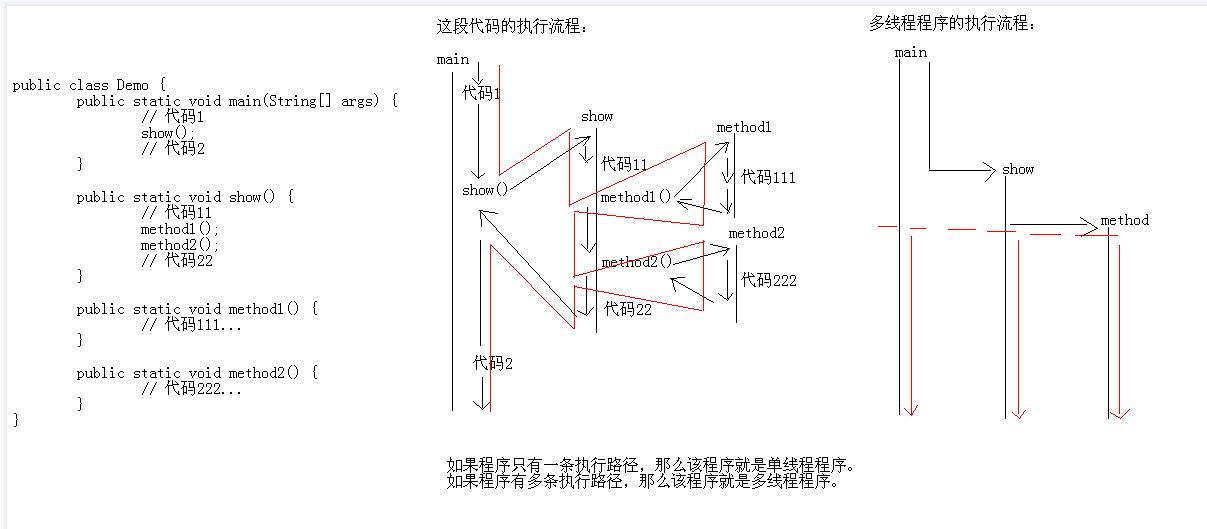 public class Demo {
public static void main(String[] args) {
// 代码1
show();
// 代码2
}
public static void show() {
// 代码11
method1();
method2();
// 代码22
}
public static void method1() {
// 代码111...
}
public static void method2() {
// 代码222...
}
}
这段代码的执行流程：
main
代码1
show()
代码2
show
代码11
method1()
method2()
代码22
method1
代码111
method2
代码222
多线程程序的执行流程：
main
show
method
如果程序只有一条执行路径，那么该程序就是单线程程序。
如果程序有多条执行路径，那么该程序就是多线程程序。